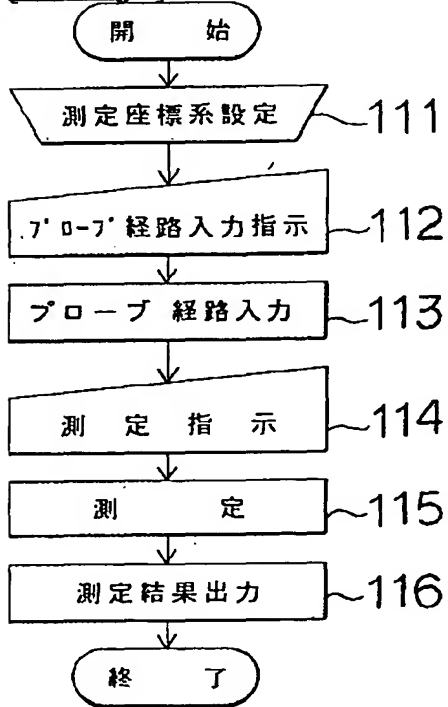 開 始
測定座標系設定 111
プローブ経路入力指示 112
プローブ 経路入力 113
測 定 指 示 114
測 定 115
測定結果出力 116
終 了